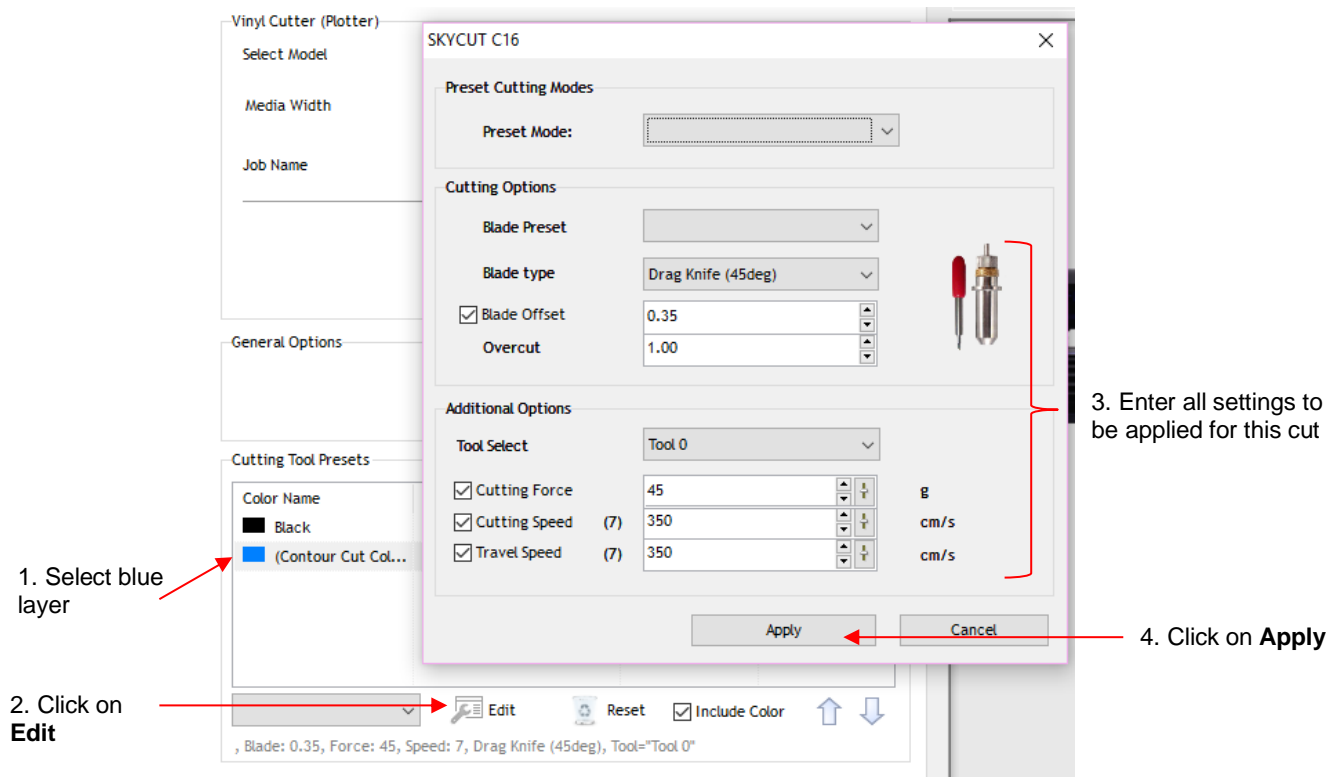 Vinyl Cutter (Plotter)
Select Model
Media Width
Job Name
General Options
Cutting Tool Presets
Color Name
Black
(Contour Cut Col...
Edit
Reset
Include Color
, Blade: 0.35, Force: 45, Speed: 7, Drag Knife (45deg), Tool="Tool 0"
SKYCUT C16
Preset Cutting Modes
Preset Mode:
Cutting Options
Blade Preset
Blade type Drag Knife (45deg)
Blade Offset 0.35
Overcut 1.00
Additional Options
Tool Select Tool 0
Cutting Force 45 g
Cutting Speed (7) 350 cm/s
Travel Speed (7) 350 cm/s
Apply Cancel
1. Select blue
layer
2. Click on
Edit
3. Enter all settings to
be applied for this cut
4. Click on Apply